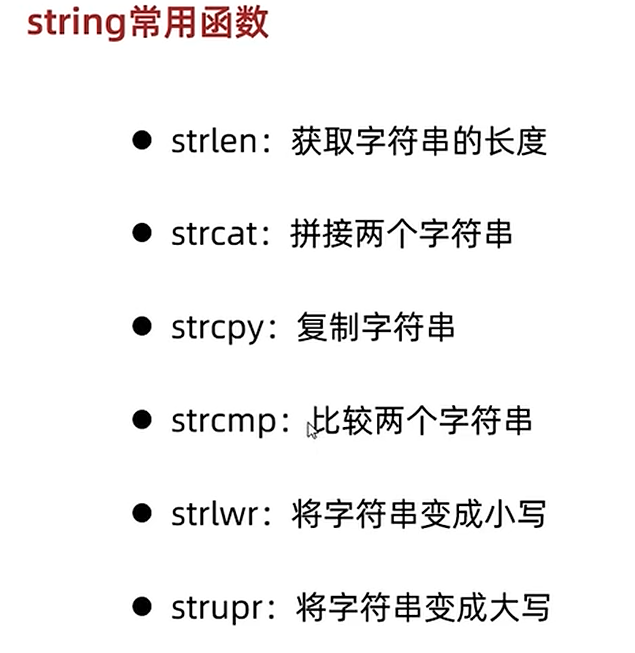 string常用函数
● strlen：获取字符串的长度
● strcat：拼接两个字符串
● strcpy：复制字符串
● strcmp：比较两个字符串
● strlwr：将字符串变成小写
● strupr：将字符串变成大写